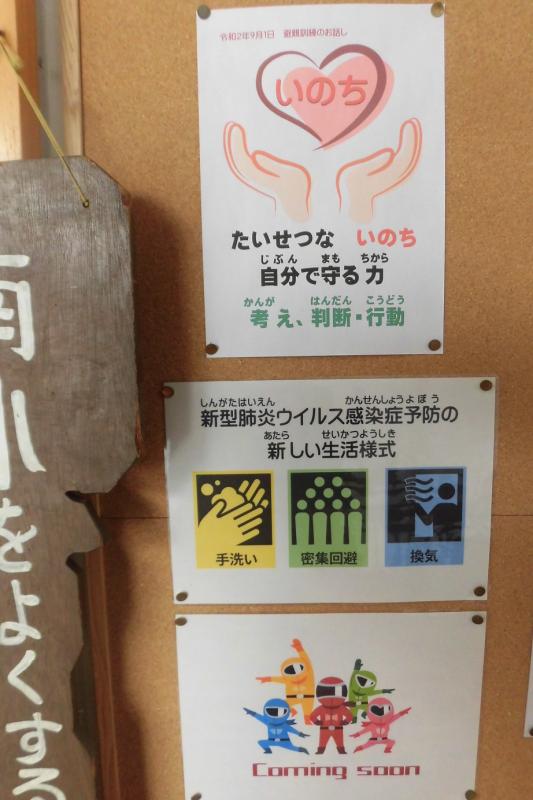 令和2年9月1日 避難訓練のお話し
いのち
たいせつな いのち
じぶん まも ちから
自分で守る力
かんが はんだん こうどう
考え、判断・行動
しんがたはいえん かんせんしょうよぼう
新型肺炎ウイルス感染症予防の
あたら せいかつようしき
新しい生活様式
手洗い 密集回避 換気
Coming soon
南小をよくする